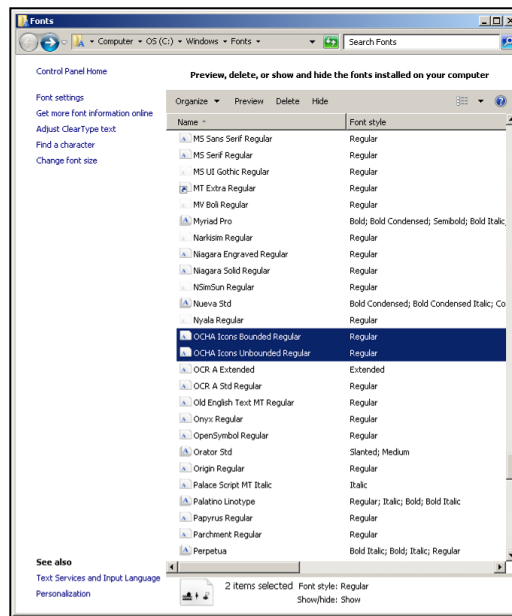 Fonts
Computer OS (C:) Windows Fonts Search Fonts
Control Panel Home
Font settings
Get more font information online
Adjust ClearType text
Find a character
Change font size
See also
Text Services and Input Language
Personalization
Preview, delete, or show and hide the fonts installed on your computer
Organize Preview Delete Hide
Name Font style
MS Sans Serif Regular Regular
MS Serif Regular Regular
MS UI Gothic Regular Regular
MT Extra Regular Regular
MV Boli Regular Regular
Myriad Pro Bold; Bold Condensed; Semibold; Bold Italic,
Narkisim Regular Regular
Niagara Engraved Regular Regular
Niagara Solid Regular Regular
NSimSun Regular Regular
Nueva Std Bold Condensed; Bold Condensed Italic; Co
Nyala Regular Regular
OCHA Icons Bounded Regular Regular
OCHA Icons Unbounded Regular Regular
OCR A Extended Extended
OCR A Std Regular Regular
Old English Text MT Regular Regular
Onyx Regular Regular
OpenSymbol Regular Regular
Orator Std Slanted; Medium
Origin Regular Regular
Palace Script MT Italic Italic
Palatino Linotype Regular; Italic; Bold; Bold Italic
Papyrus Regular Regular
Parchment Regular Regular
Perpetua Bold Italic; Bold; Italic; Regular
2 items selected Font style: Regular
Show/hide: Show